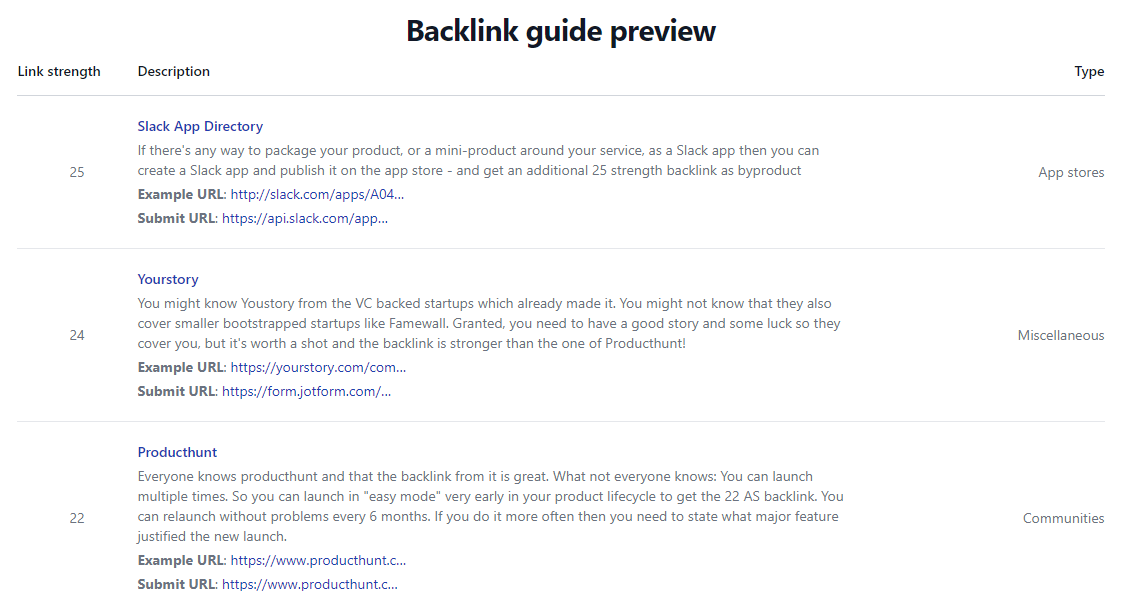 Backlink guide preview
Link strength Description Type
Slack App Directory
If there's any way to package your product, or a mini-product around your service, as a Slack app then you can
create a Slack app and publish it on the app store - and get an additional 25 strength backlink as byproduct
25 App stores
Example URL: http://slack.com/apps/A04...
Submit URL: https://api.slack.com/app...
Yourstory
You might know Youstory from the VC backed startups which already made it. You might not know that they also
cover smaller bootstrapped startups like Famewall. Granted, you need to have a good story and some luck so they
24 Miscellaneous
cover you, but it's worth a shot and the backlink is stronger than the one of Producthunt!
Example URL: https://yourstory.com/com...
Submit URL: https://form.jotform.com/...
Producthunt
Everyone knows producthunt and that the backlink from it is great. What not everyone knows: You can launch
multiple times. So you can launch in "easy mode" very early in your product lifecycle to get the 22 AS backlink. You
22 Communities
can relaunch without problems every 6 months. If you do it more often then you need to state what major feature
justified the new launch.
Example URL: https://www.producthunt.c...
Submit URL: https://www.producthunt.c...